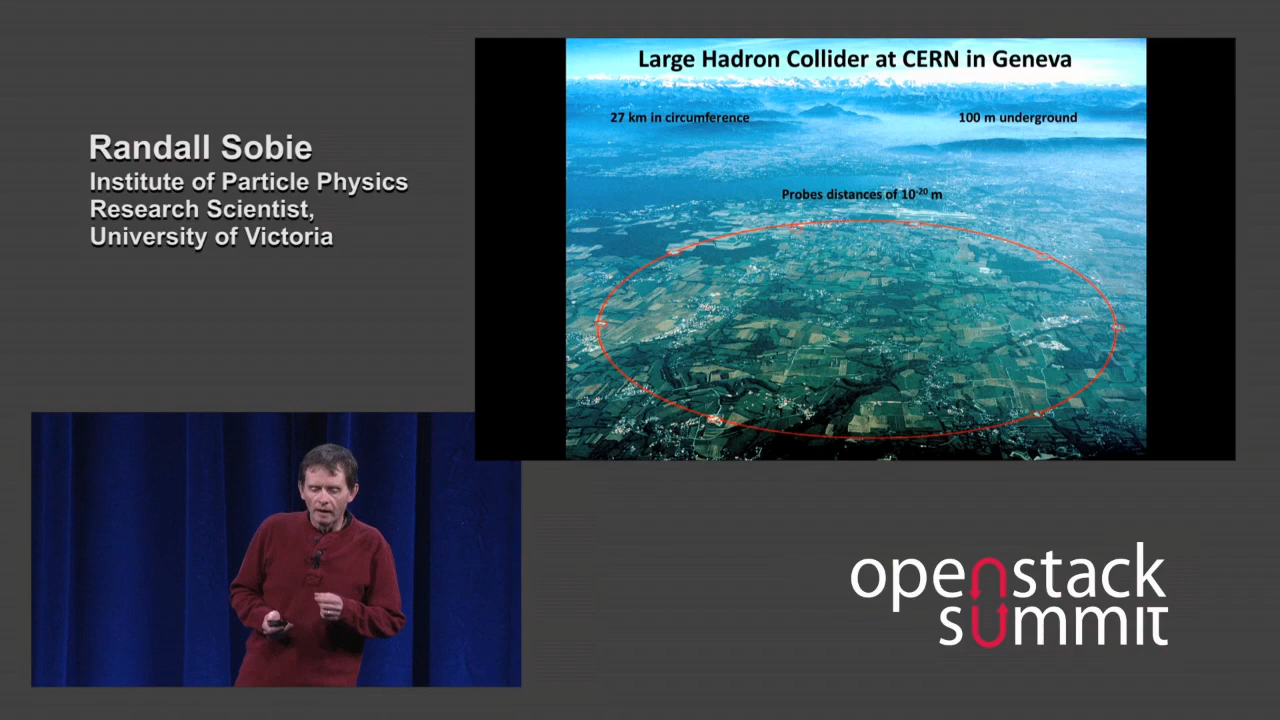 Randall Sobie
Institute of Particle Physics
Research Scientist,
University of Victoria
Large Hadron Collider at CERN in Geneva
27 km in circumference
100 m underground
Probes distances of 10⁻²⁰ m
openstack
summit